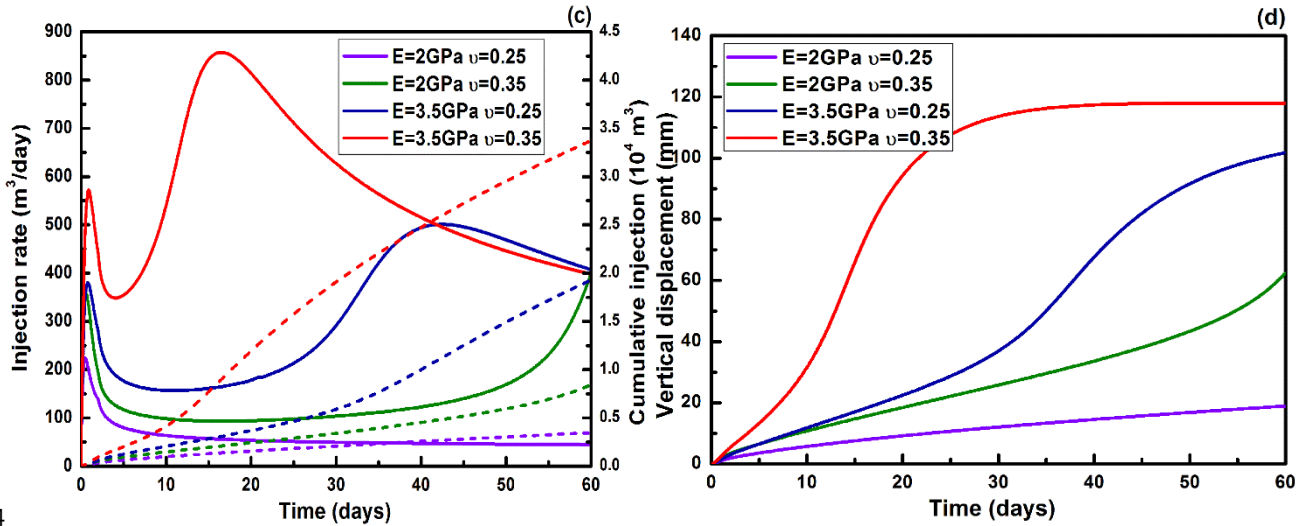 (c)
900
800
700
600
500
400
300
200
100
0
Injection rate (m³/day)
E=2GPa υ=0.25
E=2GPa υ=0.35
E=3.5GPa υ=0.25
E=3.5GPa υ=0.35
4.5
4.0
3.5
3.0
2.5
2.0
1.5
1.0
0.5
0.0
Cumulative injection (10⁴ m³)
0 10 20 30 40 50 60
Time (days)
4
(d)
140
120
100
80
60
40
20
0
Vertical displacement (mm)
E=2GPa υ=0.25
E=2GPa υ=0.35
E=3.5GPa υ=0.25
E=3.5GPa υ=0.35
0 10 20 30 40 50 60
Time (days)